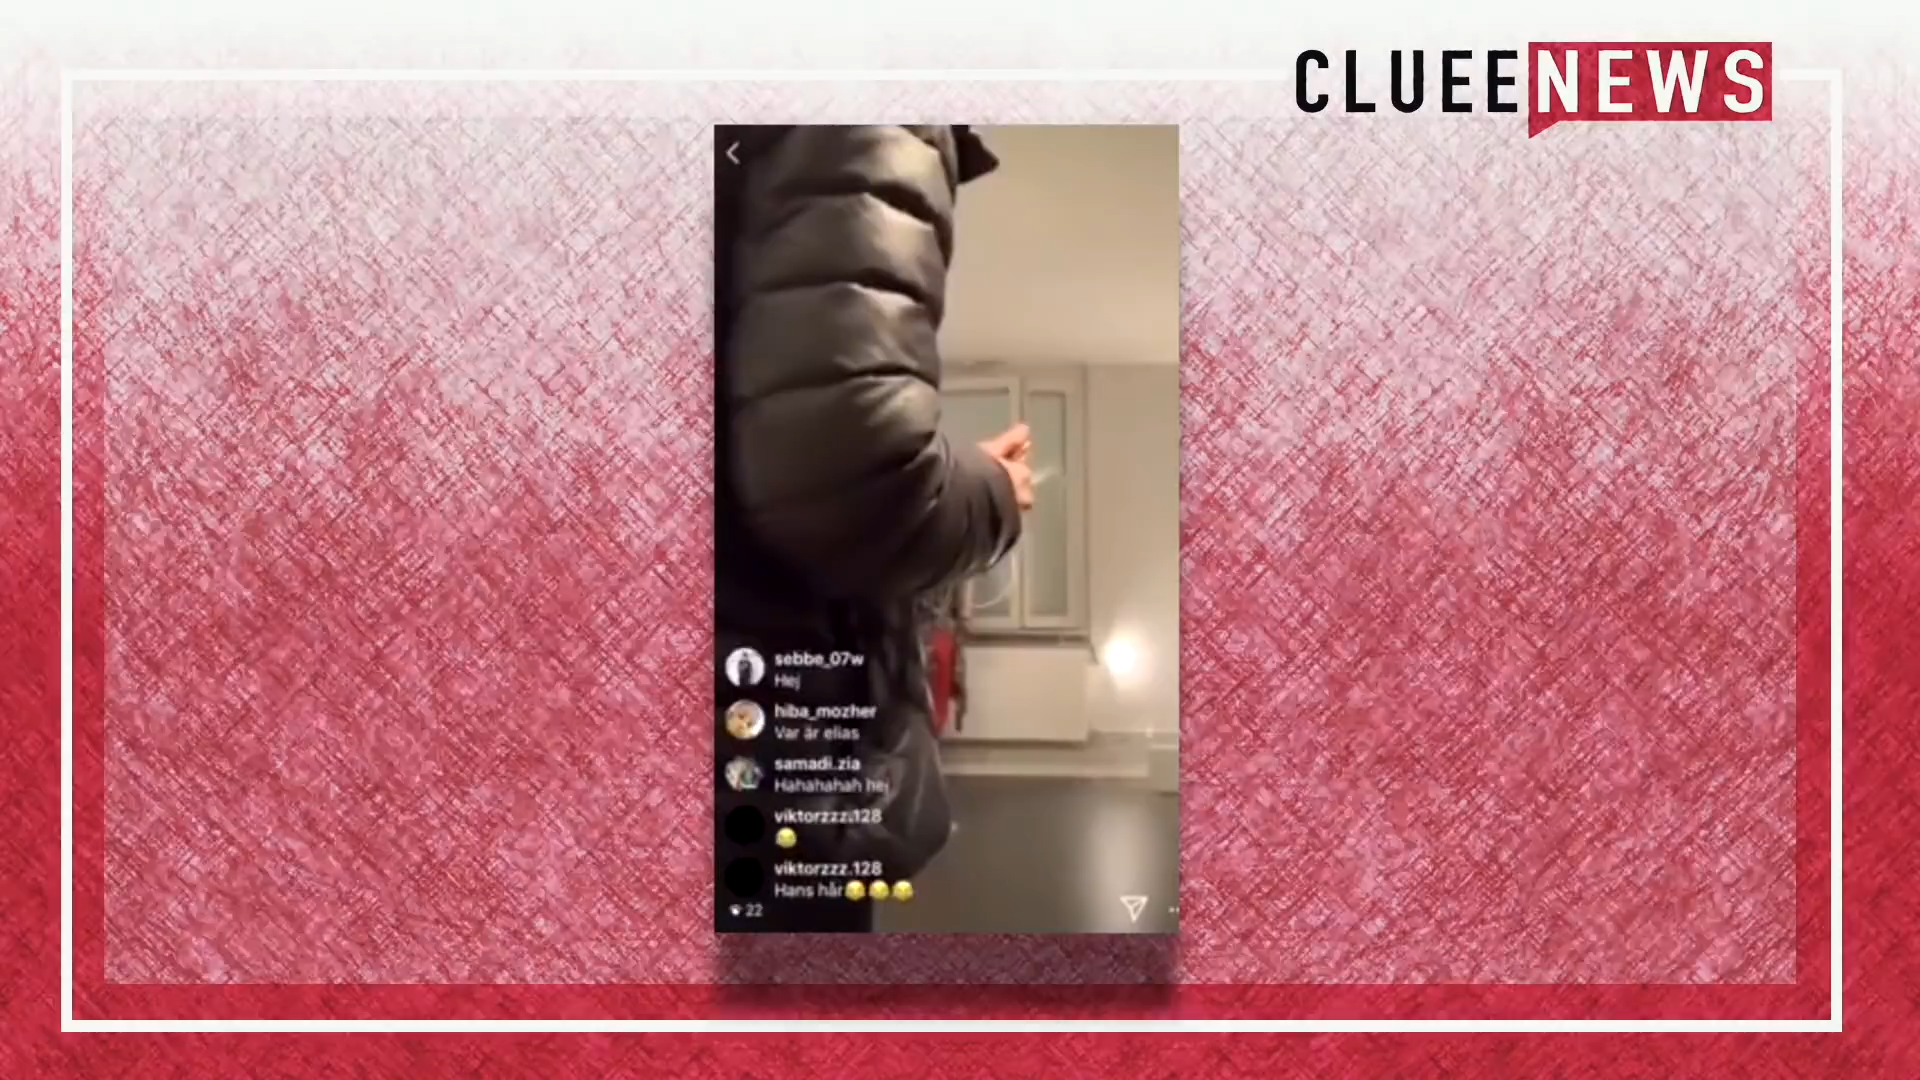 CLUEENEWS
sebbe_07w
Hej
hiba_mozher
Var är elias
samadi.zia
Hahahahah hej
viktorzzz.128
😂
viktorzzz.128
Hans hår😂😂😂
22